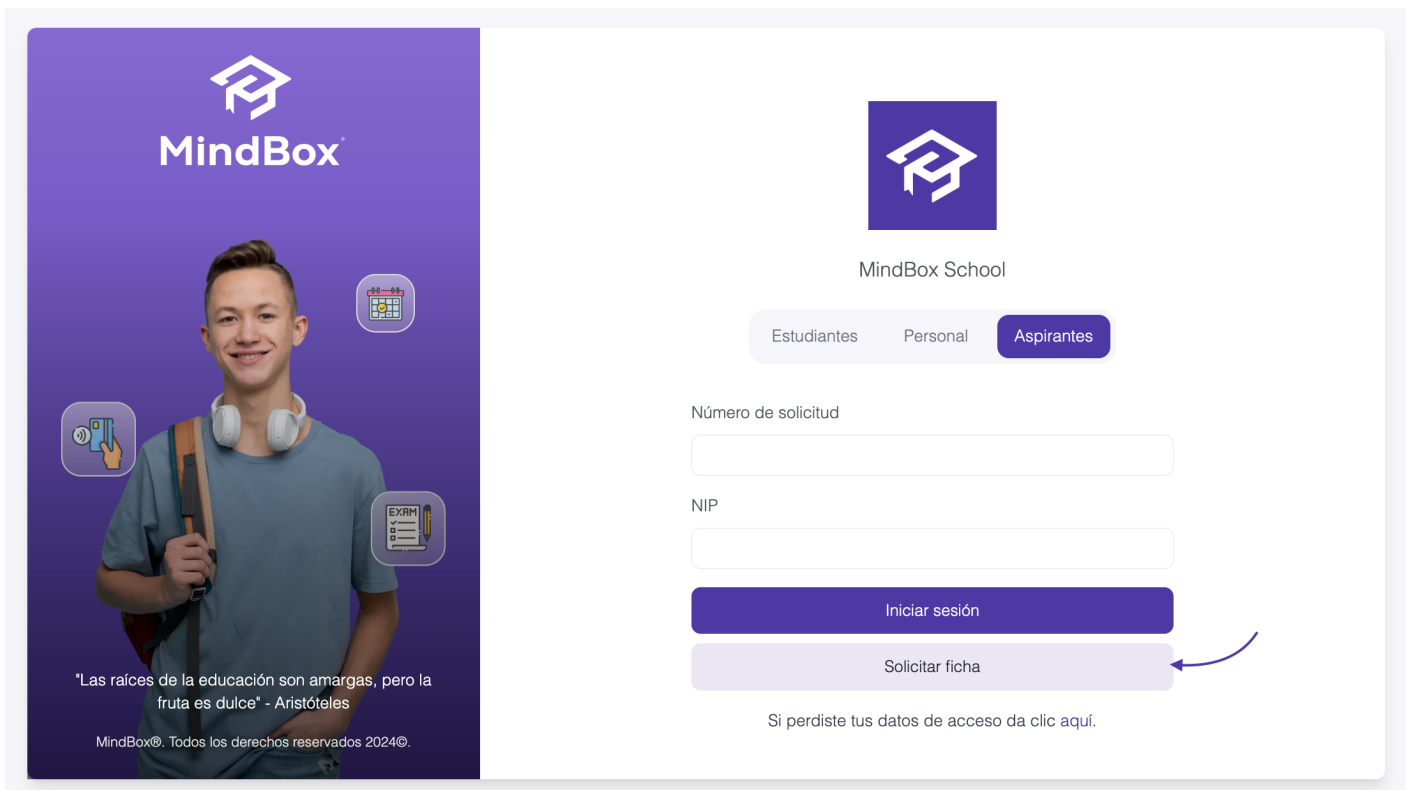 MindBox®
EXAM
"Las raíces de la educación son amargas, pero la
fruta es dulce" - Aristóteles
MindBox®. Todos los derechos reservados 2024©.
MindBox School
Estudiantes Personal Aspirantes
Número de solicitud
NIP
Iniciar sesión
Solicitar ficha
Si perdiste tus datos de acceso da clic aquí.